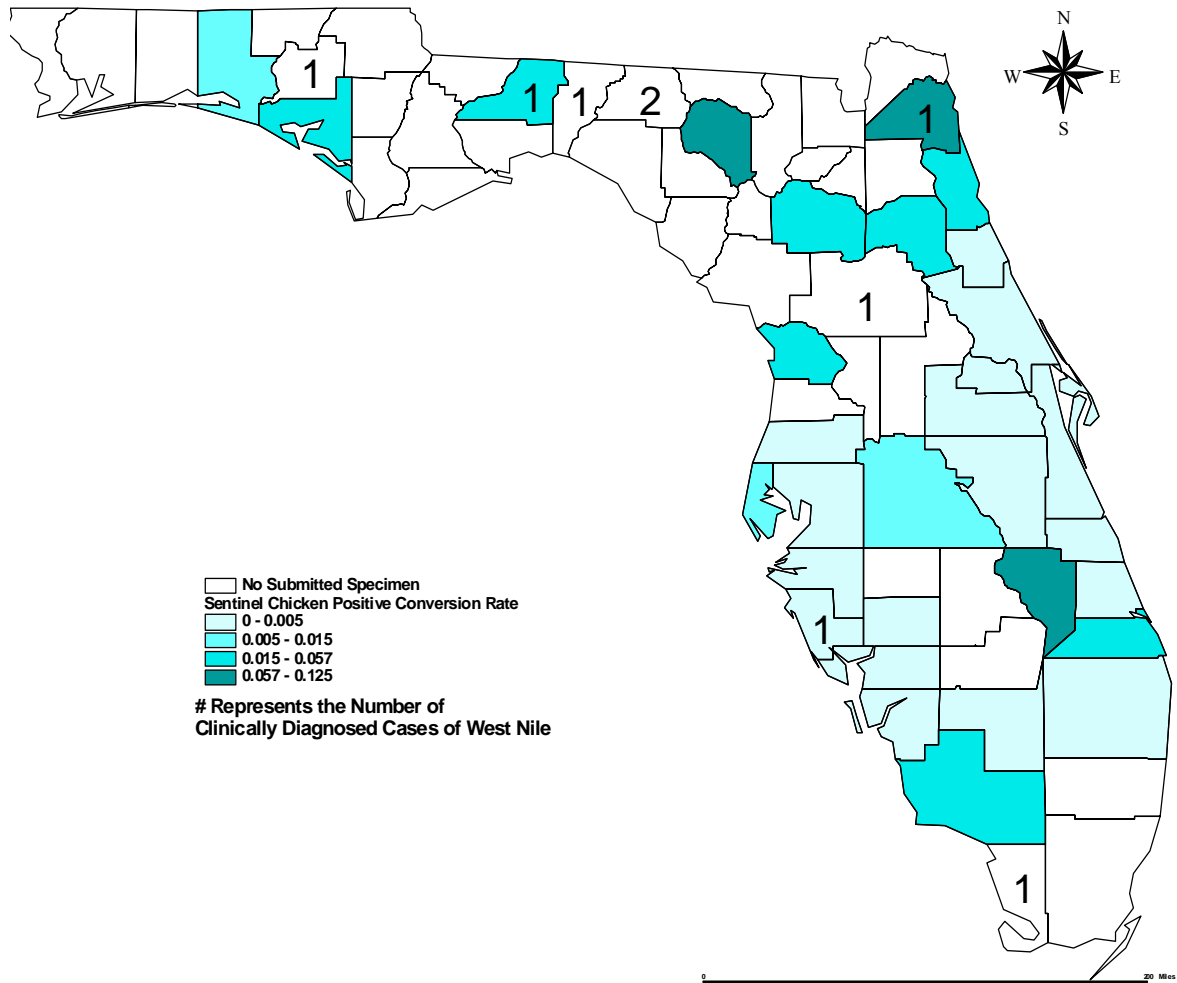 N
W E
S
1
1
1
2
1
1
No Submitted Specimen
Sentinel Chicken Positive Conversion Rate
0 - 0.005
0.005 - 0.015
0.015 - 0.057
0.057 - 0.125
# Represents the Number of
Clinically Diagnosed Cases of West Nile
1
1
0 200 Miles